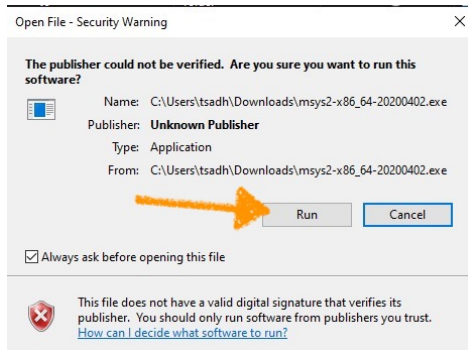 Open File - Security Warning
The publisher could not be verified.  Are you sure you want to run this
software?
Name: C:\Users\tsadh\Downloads\msys2-x86_64-20200402.exe
Publisher: Unknown Publisher
Type: Application
From: C:\Users\tsadh\Downloads\msys2-x86_64-20200402.exe
Run Cancel
Always ask before opening this file
This file does not have a valid digital signature that verifies its
publisher.  You should only run software from publishers you trust.
How can I decide what software to run?